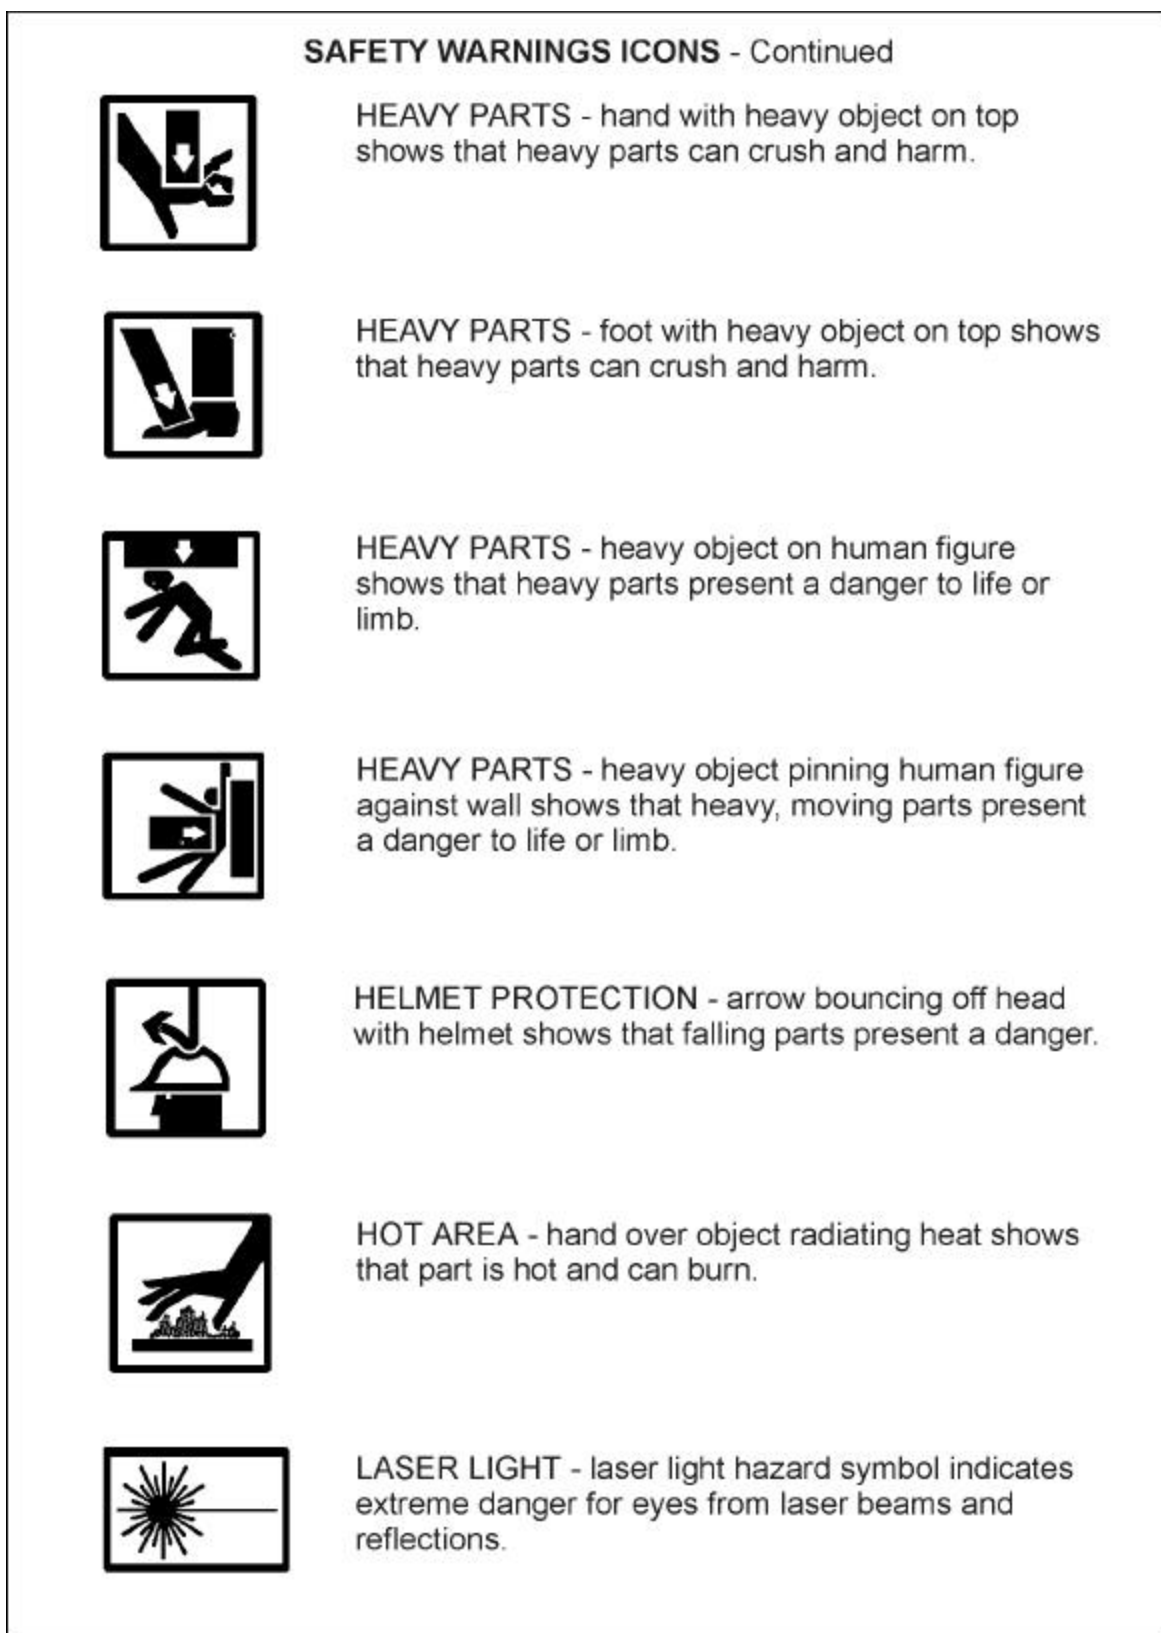 SAFETY WARNINGS ICONS - Continued
HEAVY PARTS - hand with heavy object on top
shows that heavy parts can crush and harm.
HEAVY PARTS - foot with heavy object on top shows
that heavy parts can crush and harm.
HEAVY PARTS - heavy object on human figure
shows that heavy parts present a danger to life or
limb.
HEAVY PARTS - heavy object pinning human figure
against wall shows that heavy, moving parts present
a danger to life or limb.
HELMET PROTECTION - arrow bouncing off head
with helmet shows that falling parts present a danger.
HOT AREA - hand over object radiating heat shows
that part is hot and can burn.
LASER LIGHT - laser light hazard symbol indicates
extreme danger for eyes from laser beams and
reflections.